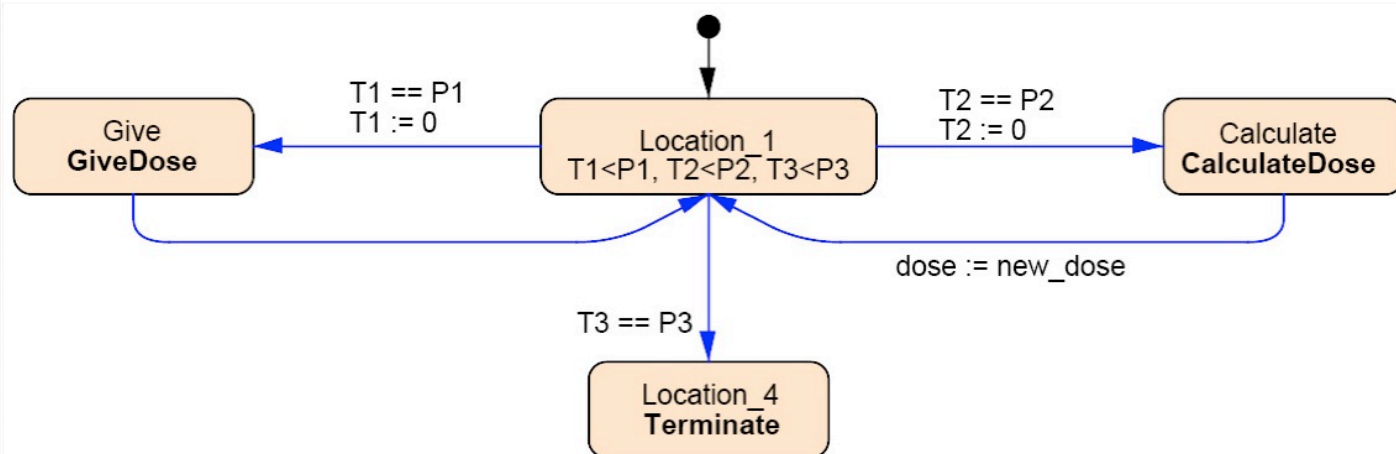 T1 == P1
T1 := 0
T2 == P2
T2 := 0
Give
GiveDose
Location_1
T1<P1, T2<P2, T3<P3
Calculate
CalculateDose
dose := new_dose
T3 == P3
Location_4
Terminate